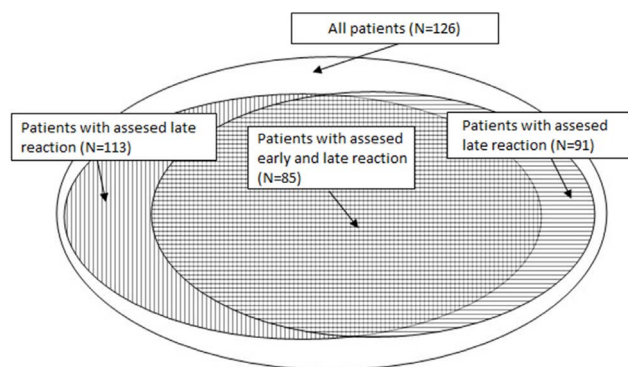 All patients (N=126)
Patients with assesed late
reaction (N=113)
Patients with assesed
early and late reaction
(N=85)
Patients with assesed
late reaction (N=91)